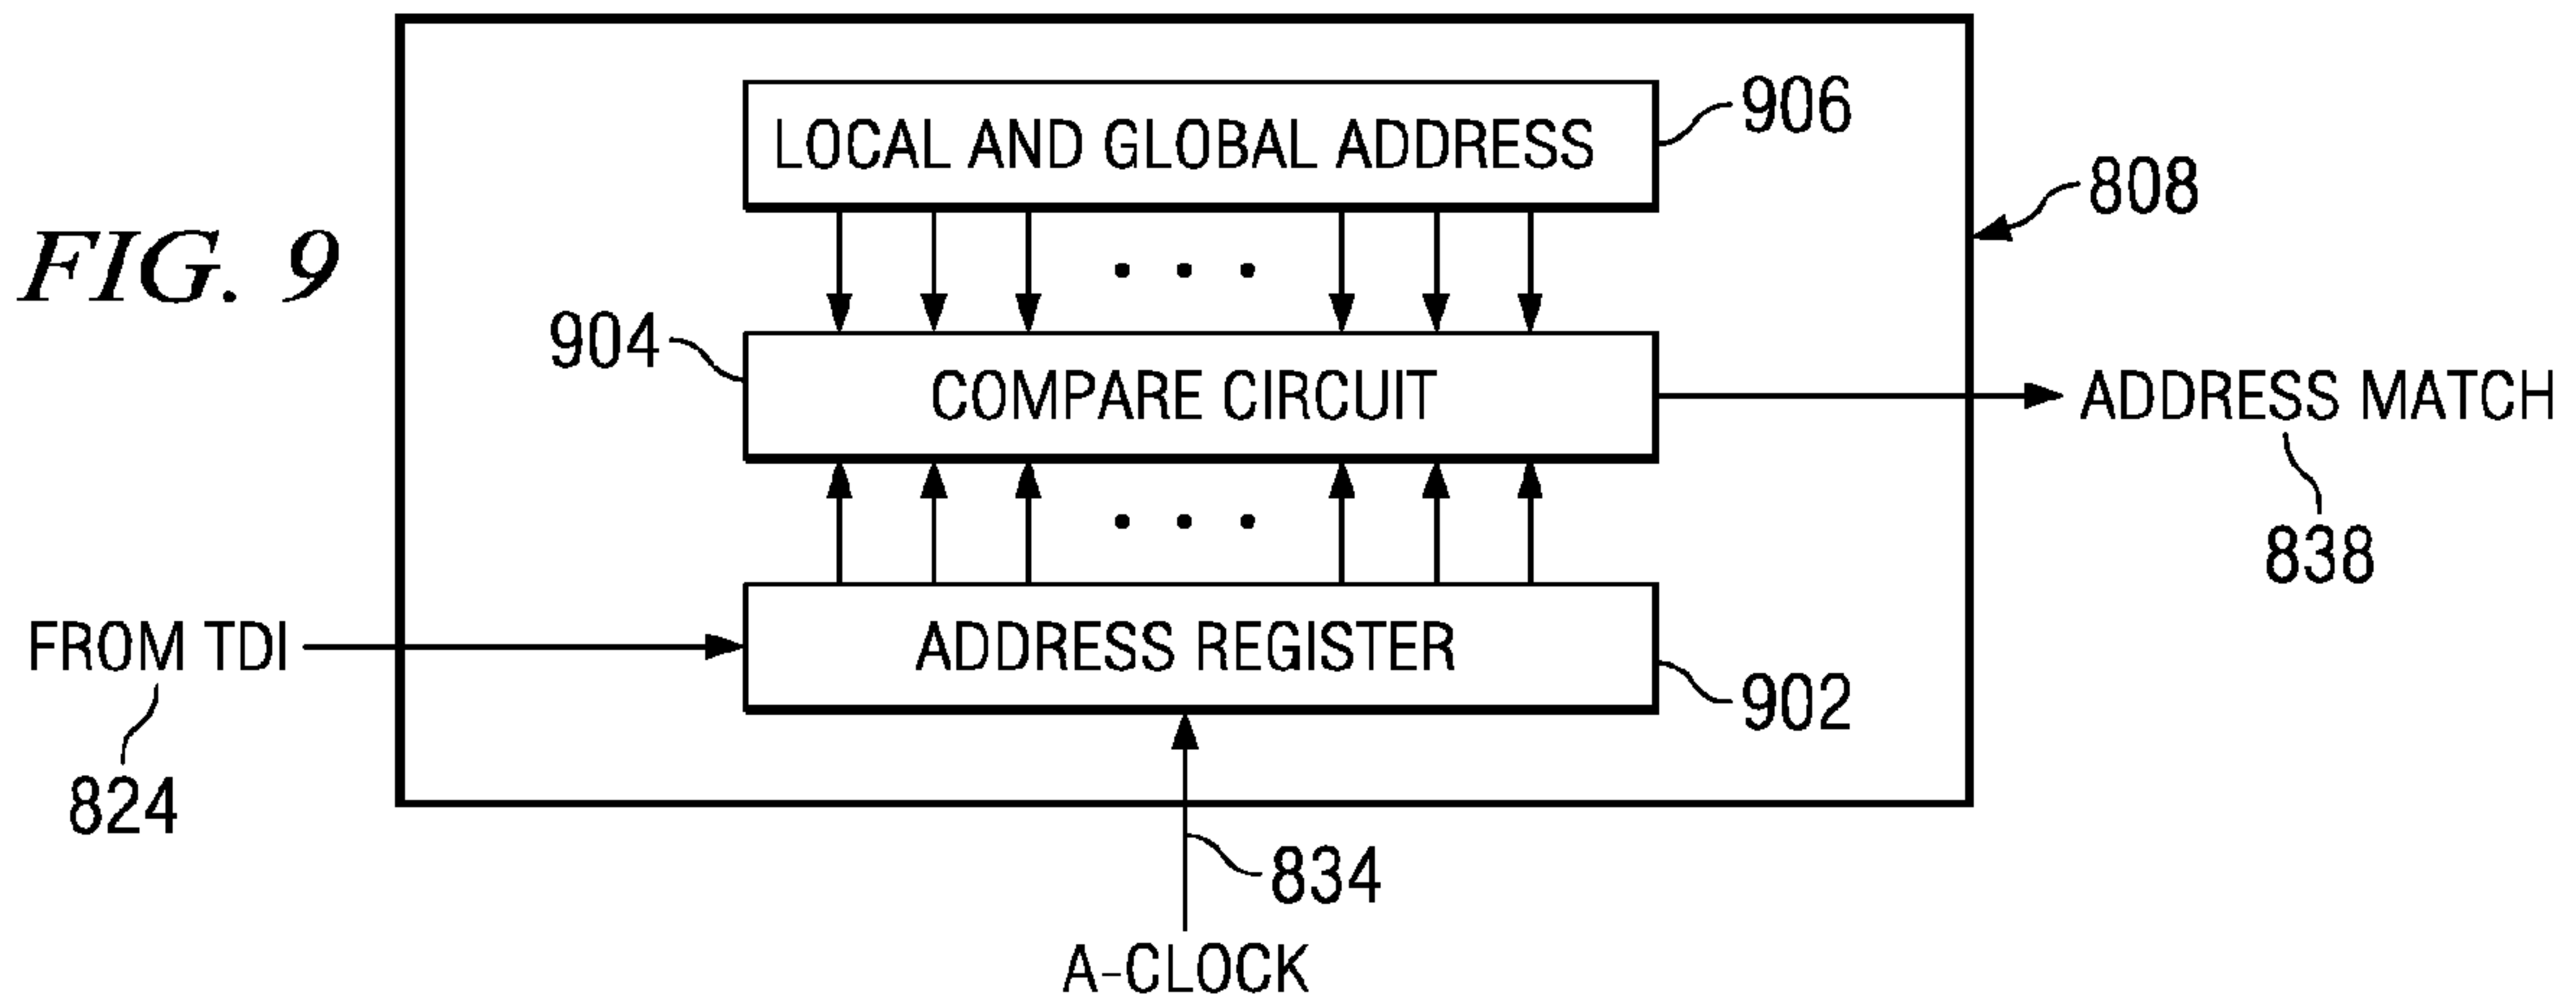 LOCAL AND GLOBAL ADDRESS
906
808
FIG. 9
904
COMPARE CIRCUIT
ADDRESS MATCH
838
FROM TDI
824
ADDRESS REGISTER
902
834
A-CLOCK